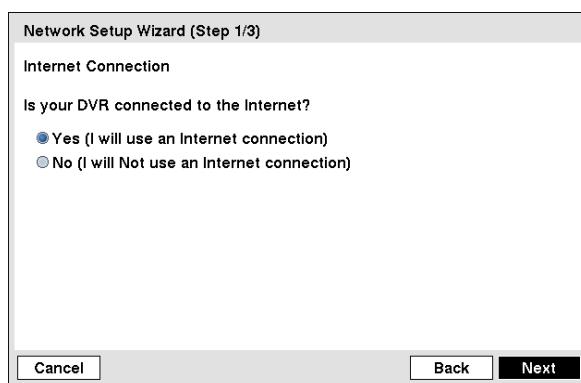 Network Setup Wizard (Step 1/3)
Internet Connection
Is your DVR connected to the Internet?
Yes (I will use an Internet connection)
No (I will Not use an Internet connection)
Cancel Back Next